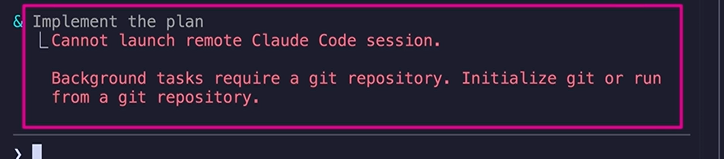 & Implement the plan
Cannot launch remote Claude Code session.
Background tasks require a git repository. Initialize git or run
from a git repository.
❯